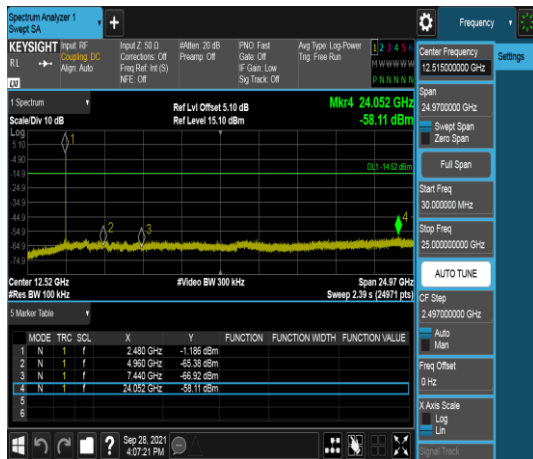 Spectrum Analyzer 1
Swept SA
Frequency
KEYSIGHT
RL
LXI
Input: RF
Coupling: DC
Align: Auto
Input Z: 50 Ω
Corrections: Off
Freq Ref: Int (S)
NFE: Off
#Atten: 20 dB
Preamp: Off
PNO: Fast
Gate: Off
IF Gain: Low
Sig Track: Off
Avg Type: Log-Power
Trig: Free Run
1 2 3 4 5 6
M W W W W W
P N N N N N
Center Frequency
12.515000000 GHz
Settings
Span
24.9700000 GHz
Swept Span
Zero Span
Full Span
Start Freq
30.000000 MHz
Stop Freq
25.000000000 GHz
AUTO TUNE
CF Step
2.497000000 GHz
Auto
Man
Freq Offset
0 Hz
X Axis Scale
Log
Lin
Signal Track
1 Spectrum
Scale/Div 10 dB
Ref Lvl Offset 5.10 dB
Ref Level 15.10 dBm
Mkr4 24.052 GHz
-58.11 dBm
Log
5.10
-4.90
-14.9
-24.9
-34.9
-44.9
-54.9
-64.9
-74.9
1
2
3
4
DL1 -14.52 dBm
Center 12.52 GHz
#Res BW 100 kHz
#Video BW 300 kHz
Span 24.97 GHz
Sweep 2.39 s (24971 pts)
5 Marker Table
MODE TRC SCL X Y FUNCTION FUNCTION WIDTH FUNCTION VALUE
1 N 1 f 2.480 GHz -1.186 dBm
2 N 1 f 4.960 GHz -65.38 dBm
3 N 1 f 7.440 GHz -66.92 dBm
4 N 1 f 24.052 GHz -58.11 dBm
5
6
?
Sep 28, 2021
4:07:21 PM